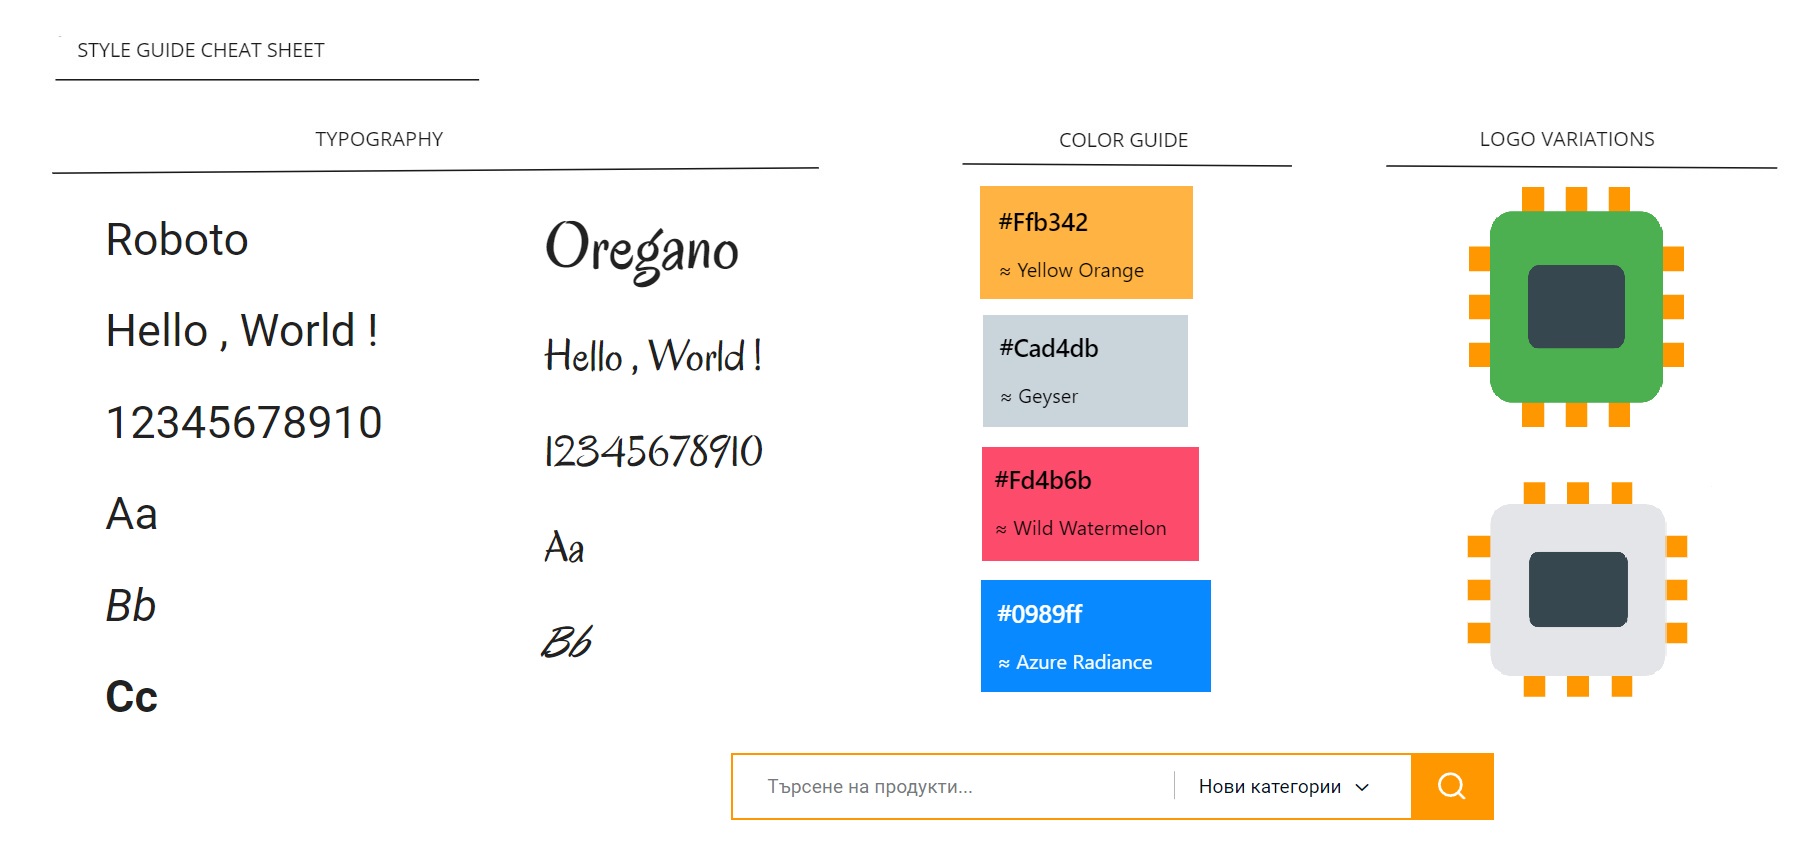 STYLE GUIDE CHEAT SHEET
TYPOGRAPHY
Roboto
Hello , World !
12345678910
Aa
Bb
Cc
Oregano
Hello , World !
12345678910
Aa
Bb
COLOR GUIDE
#Ffb342
≈ Yellow Orange
#Cad4db
≈ Geyser
#Fd4b6b
≈ Wild Watermelon
#0989ff
≈ Azure Radiance
LOGO VARIATIONS
Търсене на продукти...
Нови категории